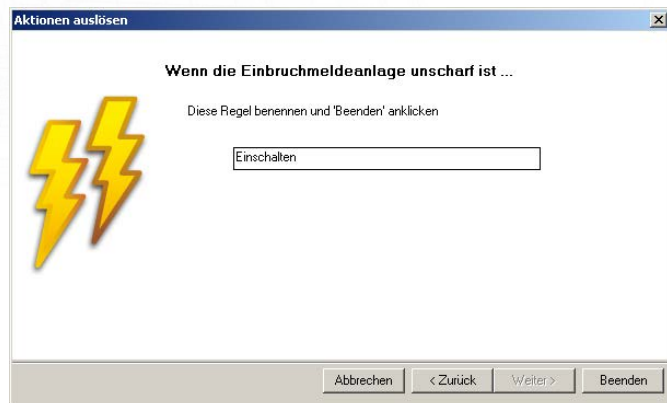 Aktionen auslösen
Wenn die Einbruchmeldeanlage unscharf ist ...
Diese Regel benennen und 'Beenden' anklicken
Einschalten
Abbrechen
< Zurück
Weiter >
Beenden